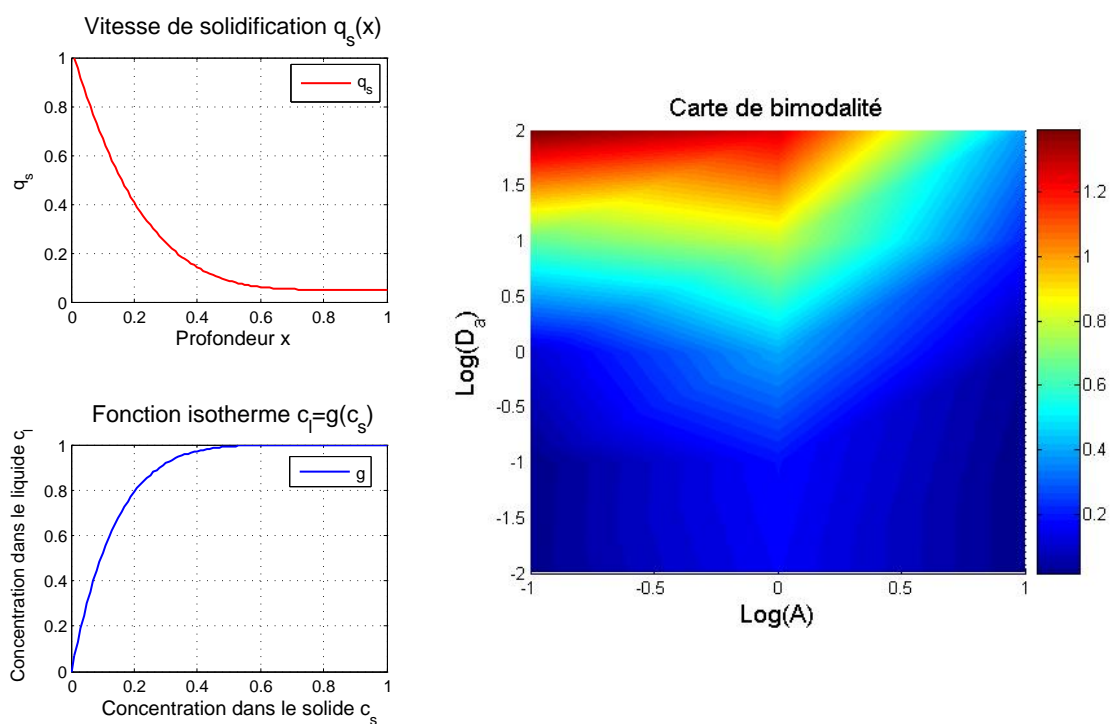 Vitesse de solidification q_s(x)
1
0.8
0.6
0.4
0.2
0
q_s
q_s
0 0.2 0.4 0.6 0.8 1
Profondeur x
Fonction isotherme c_l=g(c_s)
1
0.8
0.6
0.4
0.2
0
Concentration dans le liquide c_l
g
0 0.2 0.4 0.6 0.8 1
Concentration dans le solide c_s
Carte de bimodalité
2
1.5
1
0.5
0
-0.5
-1
-1.5
-2
Log(D_a)
-1 -0.5 0 0.5 1
Log(A)
1.2
1
0.8
0.6
0.4
0.2